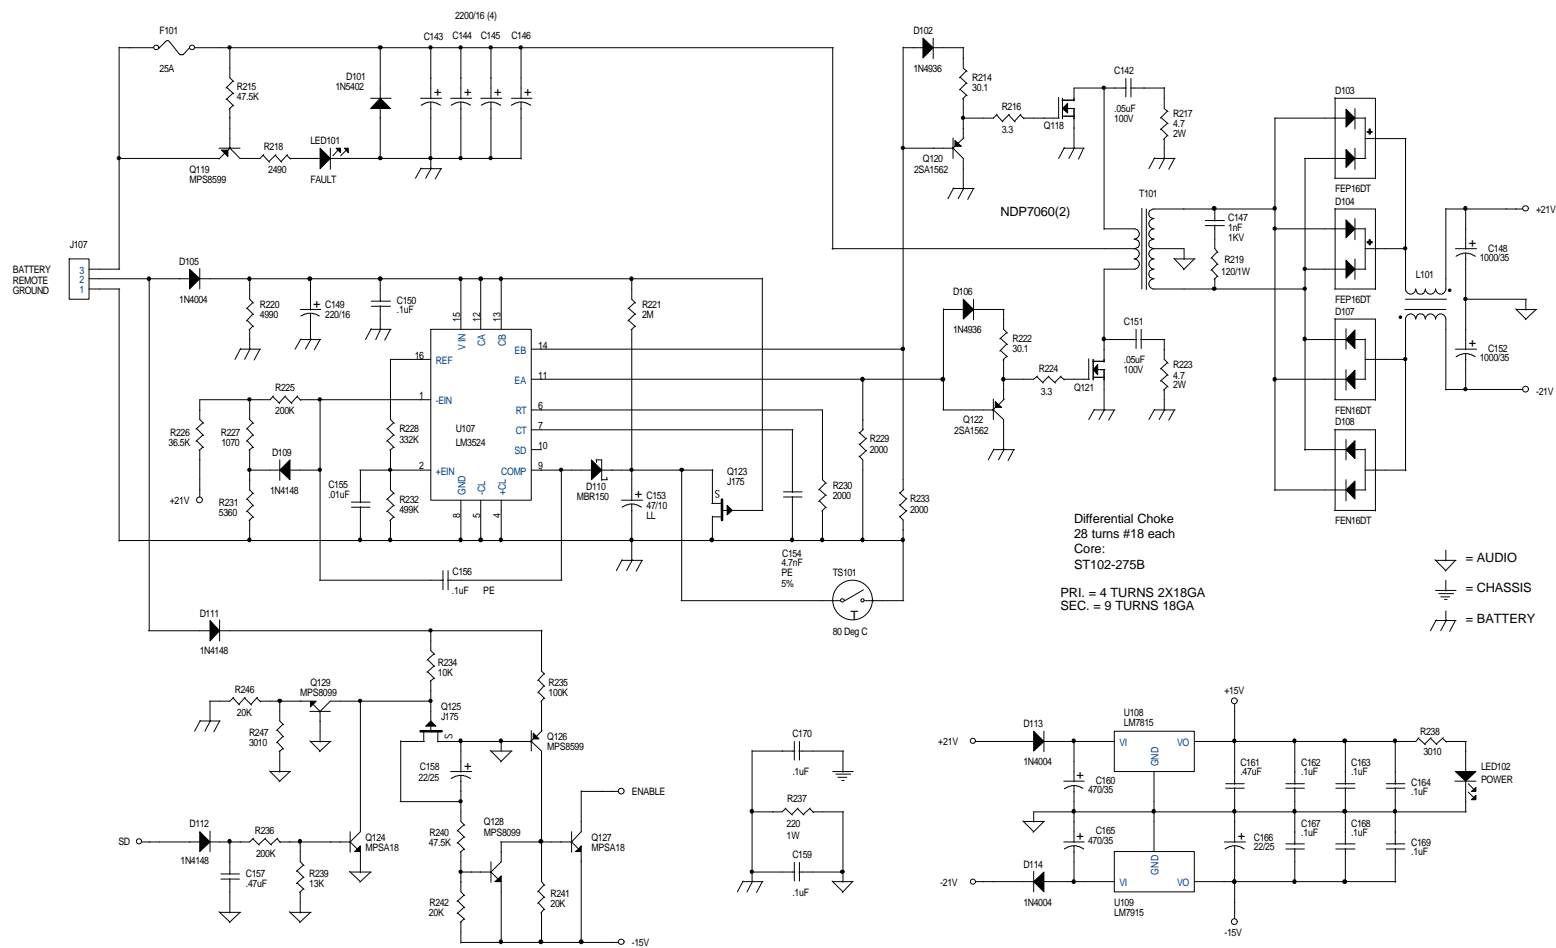 2200/16 (4)
F101
25A
C143
C144
C145
C146
R215
47.5K
D101
1N5402
+
+
+
+
Q119
MPS8599
R218
2490
LED101
FAULT
J107
BATTERY
REMOTE
GROUND
3
2
1
D105
1N4004
R220
4990
C149
220/16
+
C150
.1uF
R221
2M
15
12
13
V IN
CA
CB
16
REF
EB
14
EA
11
1
-EIN
RT
6
CT
7
U107
LM3524
SD
10
2
+EIN
COMP
9
GND
-CL
+CL
8
5
4
R225
200K
R226
36.5K
R227
1070
D109
1N4148
+21V
R231
5360
R228
332K
C155
.01uF
R232
499K
D110
MBR150
C153
47/10
LL
+
Q123
J175
S
C154
4.7nF
PE
5%
R230
2000
R229
2000
R233
2000
C156
.1uF
PE
TS101
T
80 Deg C
D102
1N4936
R214
30.1
R216
3.3
Q118
Q120
2SA1562
C142
.05uF
100V
R217
4.7
2W
NDP7060(2)
T101
D106
1N4936
R222
30.1
R224
3.3
Q121
Q122
2SA1562
C151
.05uF
100V
R223
4.7
2W
C147
1nF
1KV
R219
120/1W
D103
+
FEP16DT
D104
+
FEP16DT
D107
FEN16DT
D108
FEN16DT
L101
+21V
C148
1000/35
+
C152
1000/35
+
-21V
Differential Choke
28 turns #18 each
Core:
ST102-275B
PRI. = 4 TURNS 2X18GA
SEC. = 9 TURNS 18GA
= AUDIO
= CHASSIS
= BATTERY
D111
1N4148
R234
10K
R235
100K
R246
20K
Q129
MPS8099
R247
3010
Q125
J175
S
Q126
MPS8599
C158
22/25
+
ENABLE
SD
D112
1N4148
R236
200K
C157
.47uF
R239
13K
Q124
MPSA18
R240
47.5K
Q128
MPS8099
Q127
MPSA18
R242
20K
R241
20K
-15V
C170
.1uF
R237
220
1W
C159
.1uF
+15V
+21V
D113
1N4004
U108
LM7815
VI
GND
VO
R238
3010
LED102
POWER
C160
470/35
+
C161
.47uF
C162
.1uF
C163
.1uF
C164
.1uF
C165
470/35
+
C166
22/25
+
C167
.1uF
C168
.1uF
C169
.1uF
-21V
D114
1N4004
VI
GND
VO
U109
LM7915
-15V